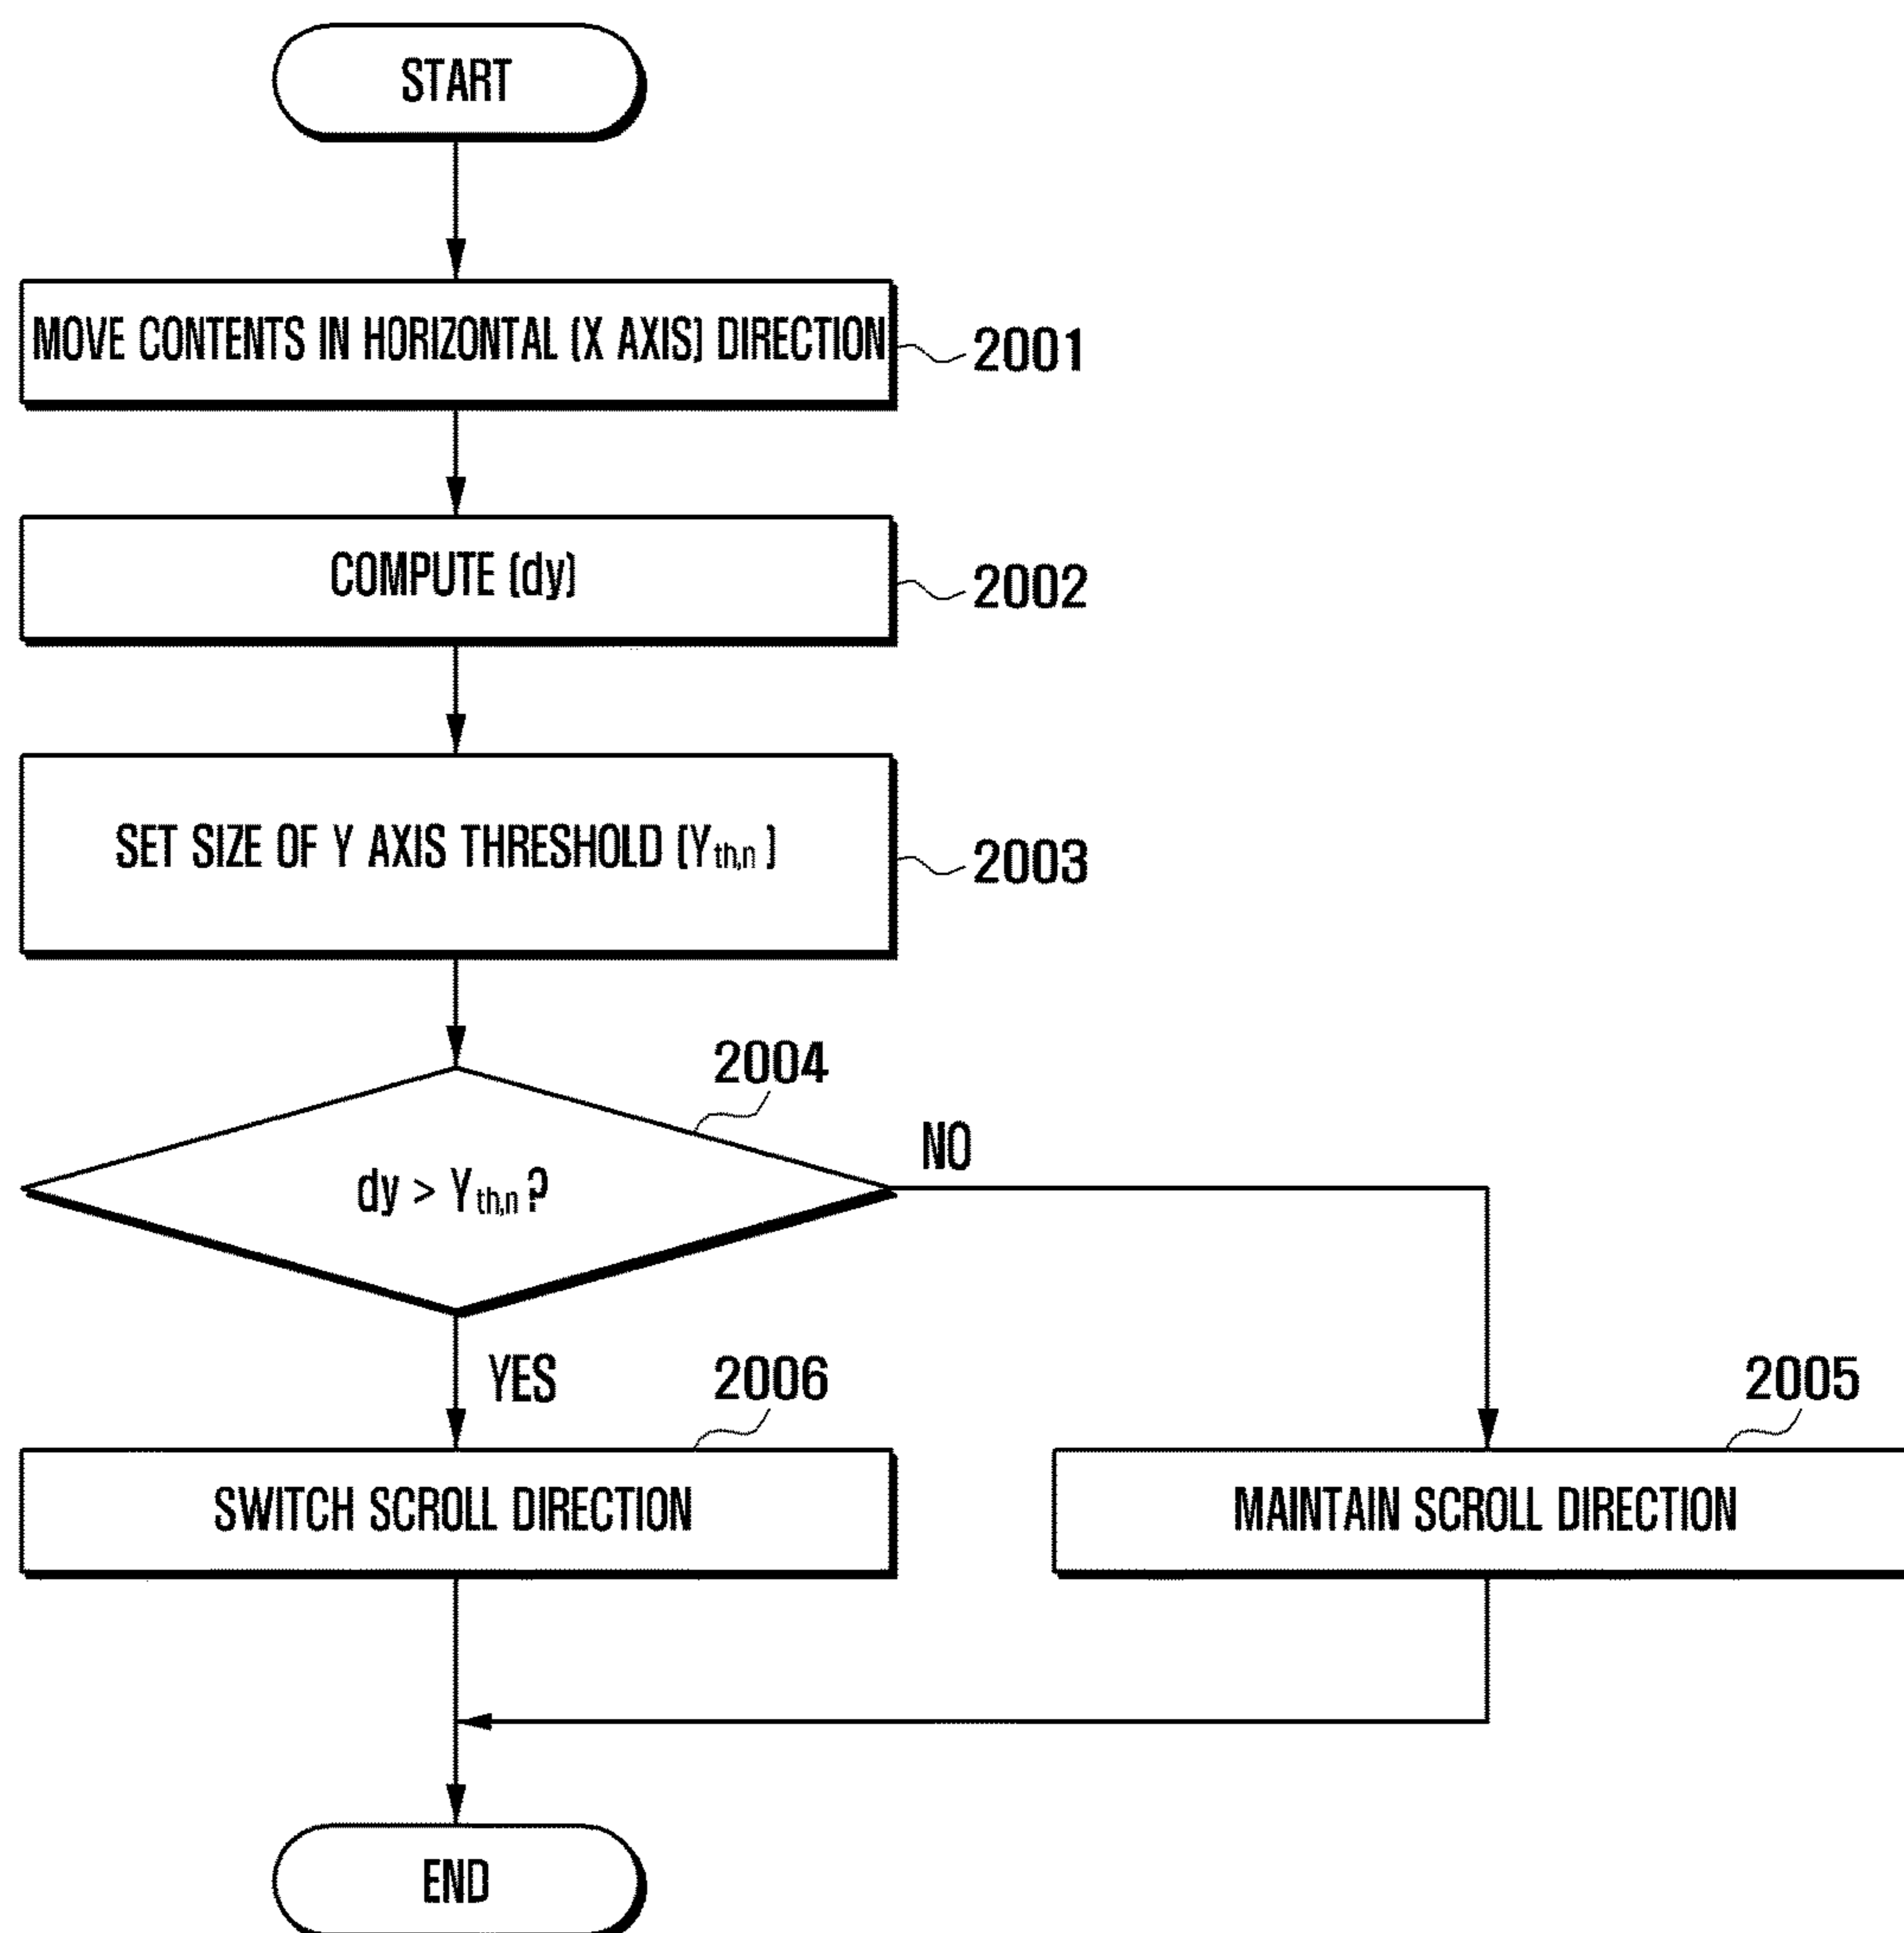 START
MOVE CONTENTS IN HORIZONTAL (X AXIS) DIRECTION
2001
COMPUTE (dy)
2002
SET SIZE OF Y AXIS THRESHOLD (Yth,n )
2003
2004
NO
dy > Yth,n ?
YES
2006
2005
SWITCH SCROLL DIRECTION
MAINTAIN SCROLL DIRECTION
END